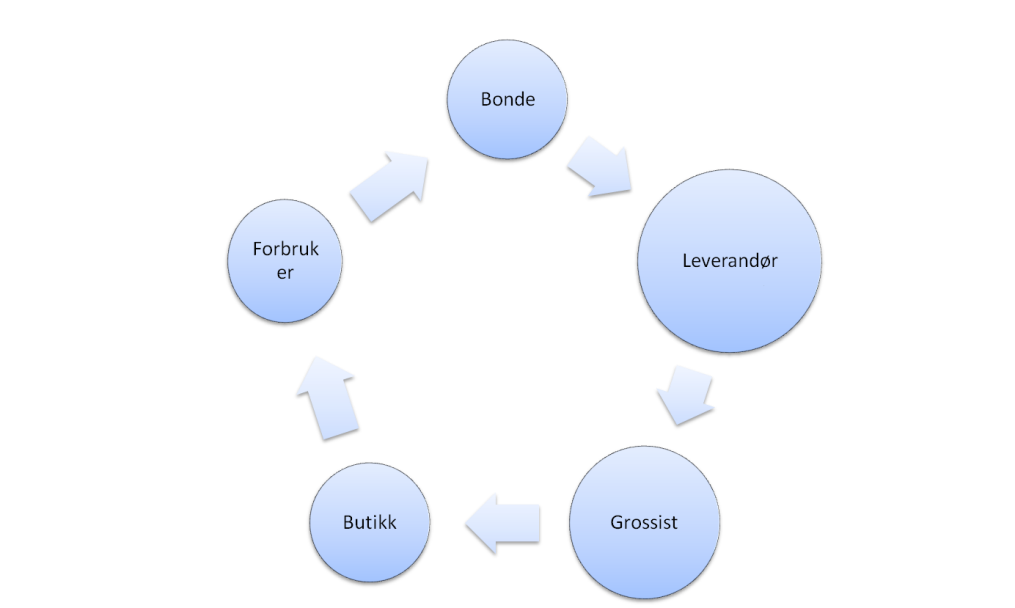 Bonde
Leverandør
Grossist
Butikk
Forbruk
er